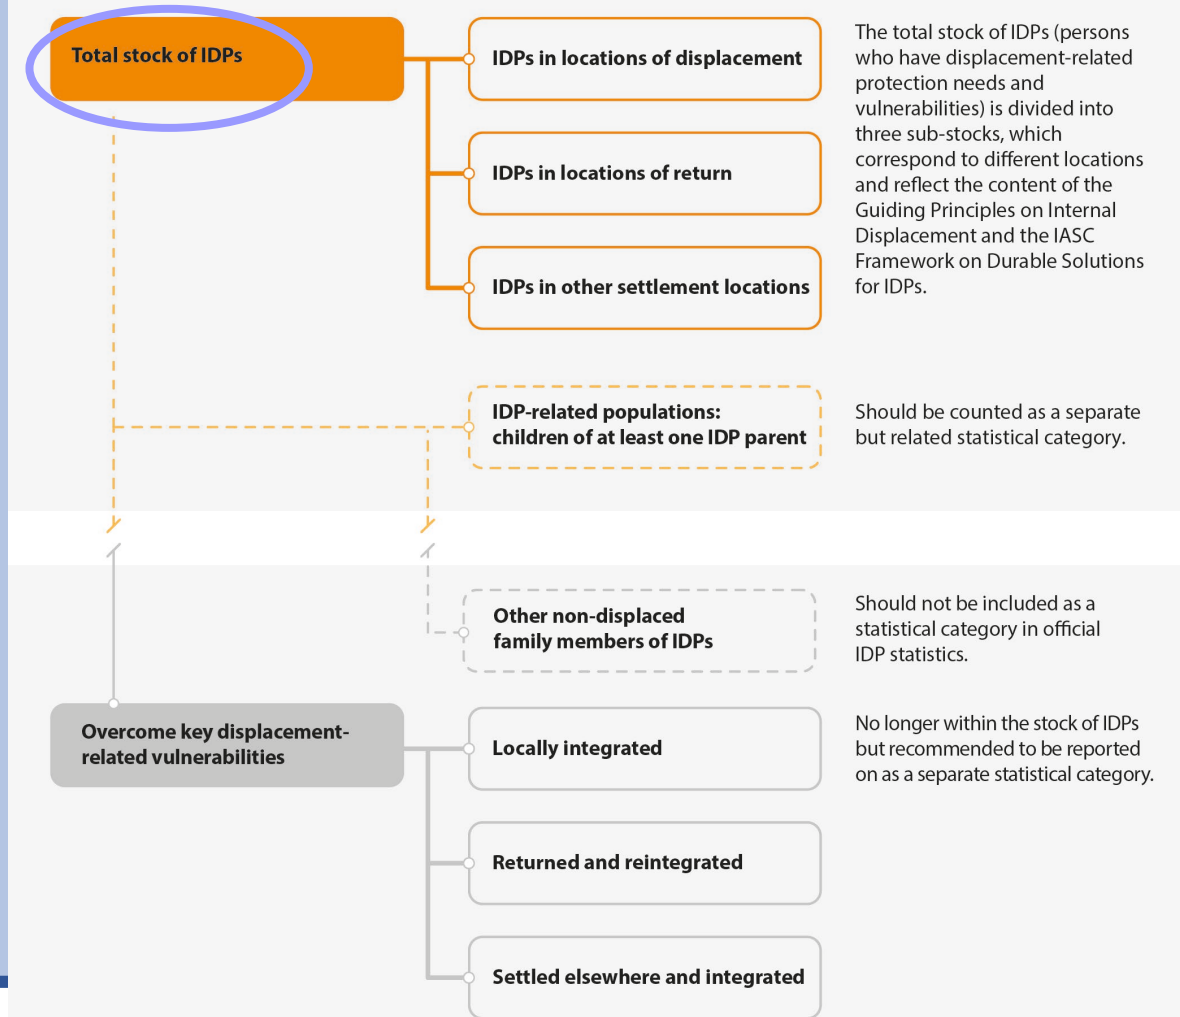 Total stock of IDPs
IDPs in locations of displacement
IDPs in locations of return
IDPs in other settlement locations
The total stock of IDPs (persons
who have displacement-related
protection needs and
vulnerabilities) is divided into
three sub-stocks, which
correspond to different locations
and reflect the content of the
Guiding Principles on Internal
Displacement and the IASC
Framework on Durable Solutions
for IDPs.
IDP-related populations:
children of at least one IDP parent
Should be counted as a separate
but related statistical category.
Other non-displaced
family members of IDPs
Should not be included as a
statistical category in official
IDP statistics.
Overcome key displacement-
related vulnerabilities
Locally integrated
Returned and reintegrated
Settled elsewhere and integrated
No longer within the stock of IDPs
but recommended to be reported
on as a separate statistical category.